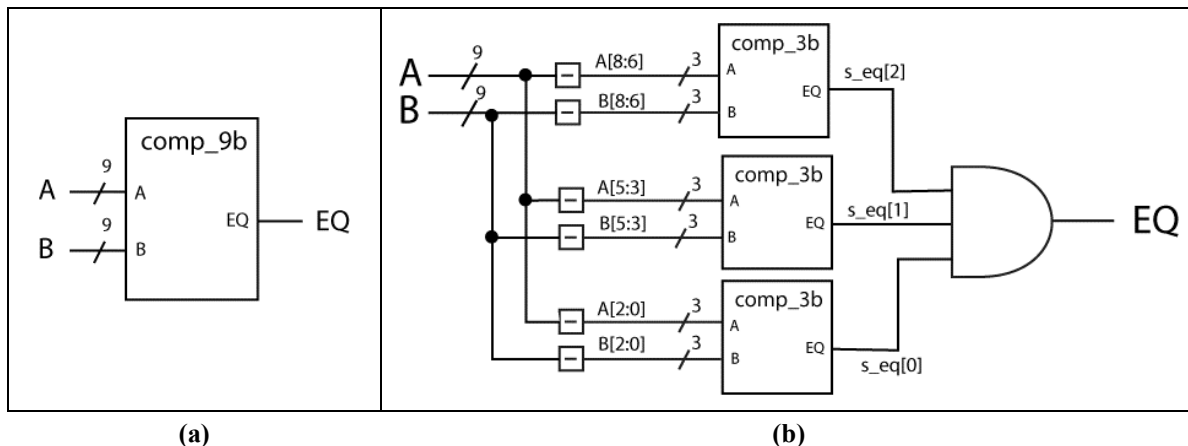 comp_9b
A
9
A
B
9
B
EQ
EQ
(a)
A
9
B
9
A[8:6]
3
B[8:6]
3
comp_3b
A
B
EQ
s_eq[2]
A[5:3]
3
B[5:3]
3
comp_3b
A
B
EQ
s_eq[1]
A[2:0]
3
B[2:0]
3
comp_3b
A
B
EQ
s_eq[0]
EQ
(b)